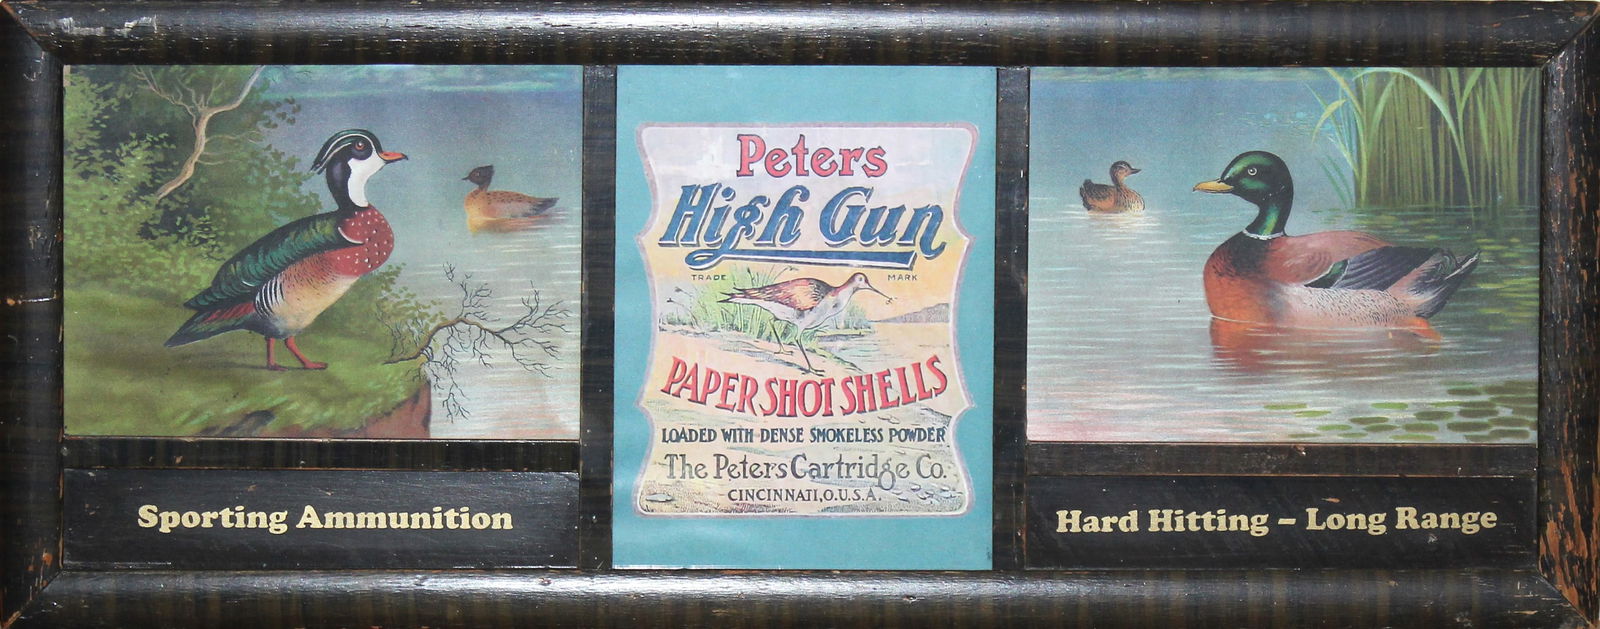 Peters
High Gun
TRADE MARK
PAPER SHOT SHELLS
LOADED WITH DENSE SMOKELESS POWDER
The Peters Cartridge Co.
CINCINNATI, O. U.S.A.
Sporting Ammunition
Hard Hitting – Long Range